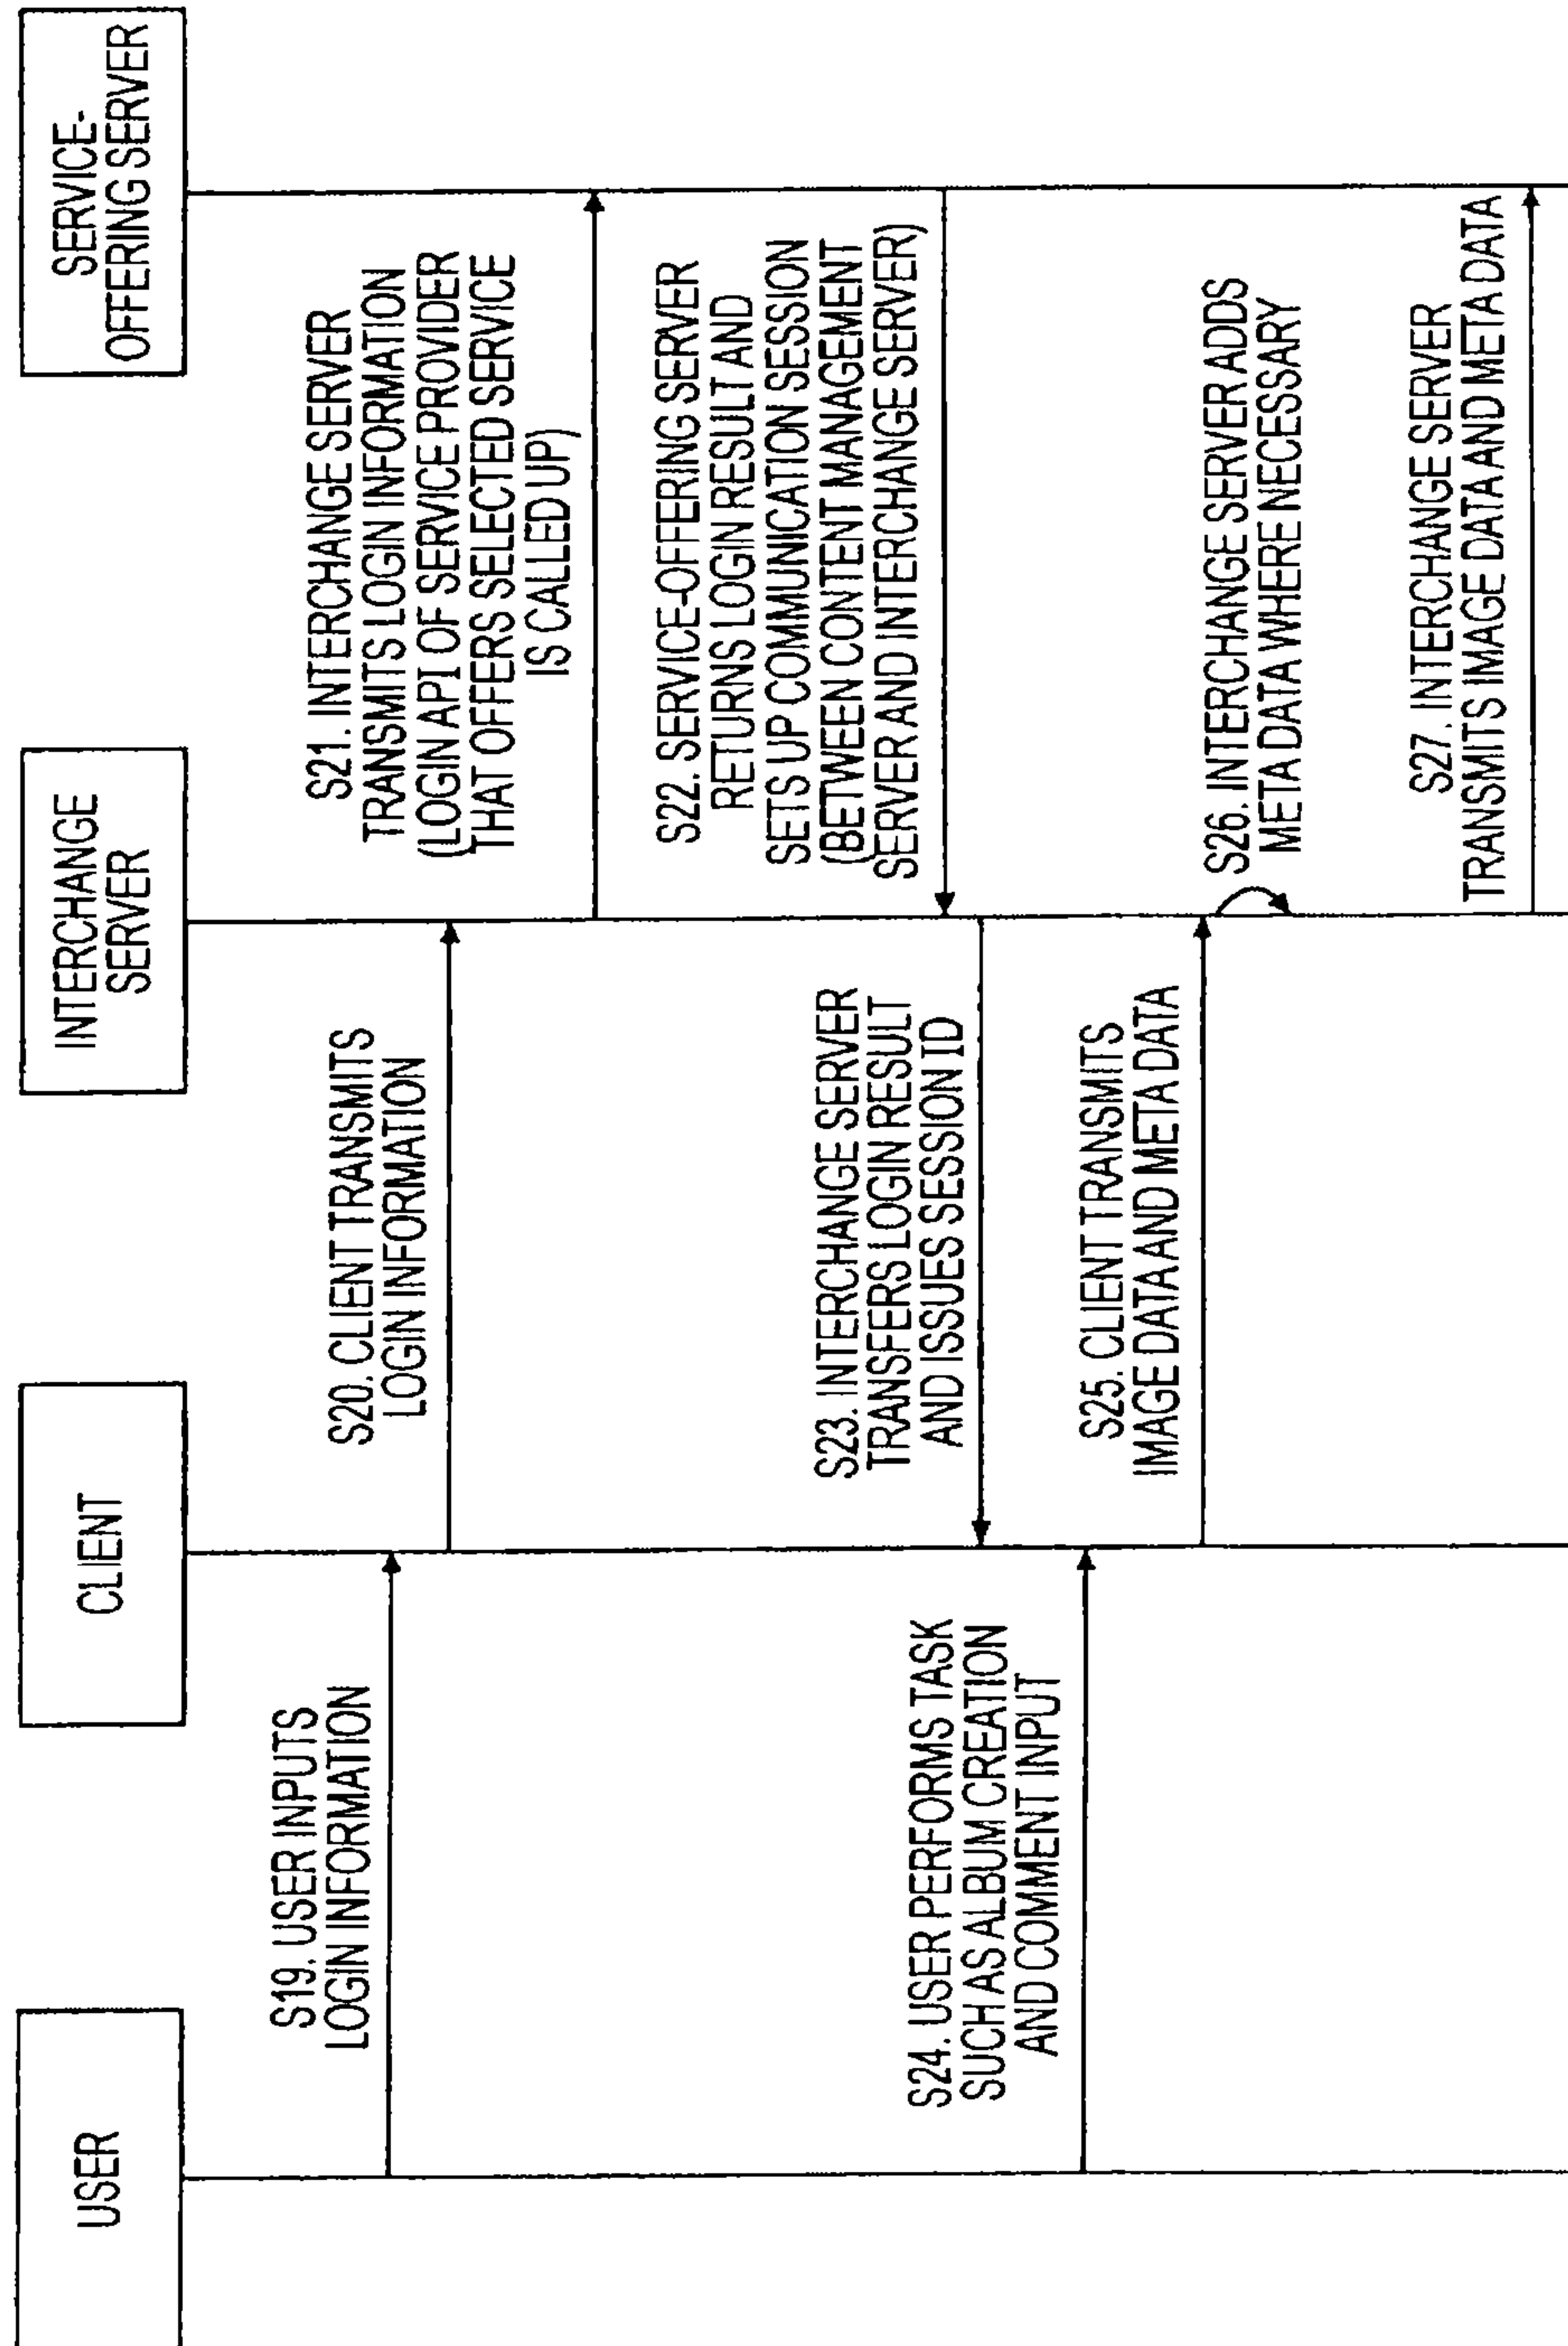 USER
CLIENT
INTERCHANGE
SERVER
SERVICE-
OFFERING SERVER
S19. USER INPUTS
LOGIN INFORMATION
S20. CLIENT TRANSMITS
LOGIN INFORMATION
S21. INTERCHANGE SERVER
TRANSMITS LOGIN INFORMATION
(LOGIN API OF SERVICE PROVIDER
THAT OFFERS SELECTED SERVICE
IS CALLED UP)
S22. SERVICE-OFFERING SERVER
RETURNS LOGIN RESULT AND
SETS UP COMMUNICATION SESSION
(BETWEEN CONTENT MANAGEMENT
SERVER AND INTERCHANGE SERVER)
S23. INTERCHANGE SERVER
TRANSFERS LOGIN RESULT
AND ISSUES SESSION ID
S24. USER PERFORMS TASK
SUCH AS ALBUM CREATION
AND COMMENT INPUT
S25. CLIENT TRANSMITS
IMAGE DATA AND META DATA
S26. INTERCHANGE SERVER ADDS
META DATA WHERE NECESSARY
S27. INTERCHANGE SERVER
TRANSMITS IMAGE DATA AND META DATA